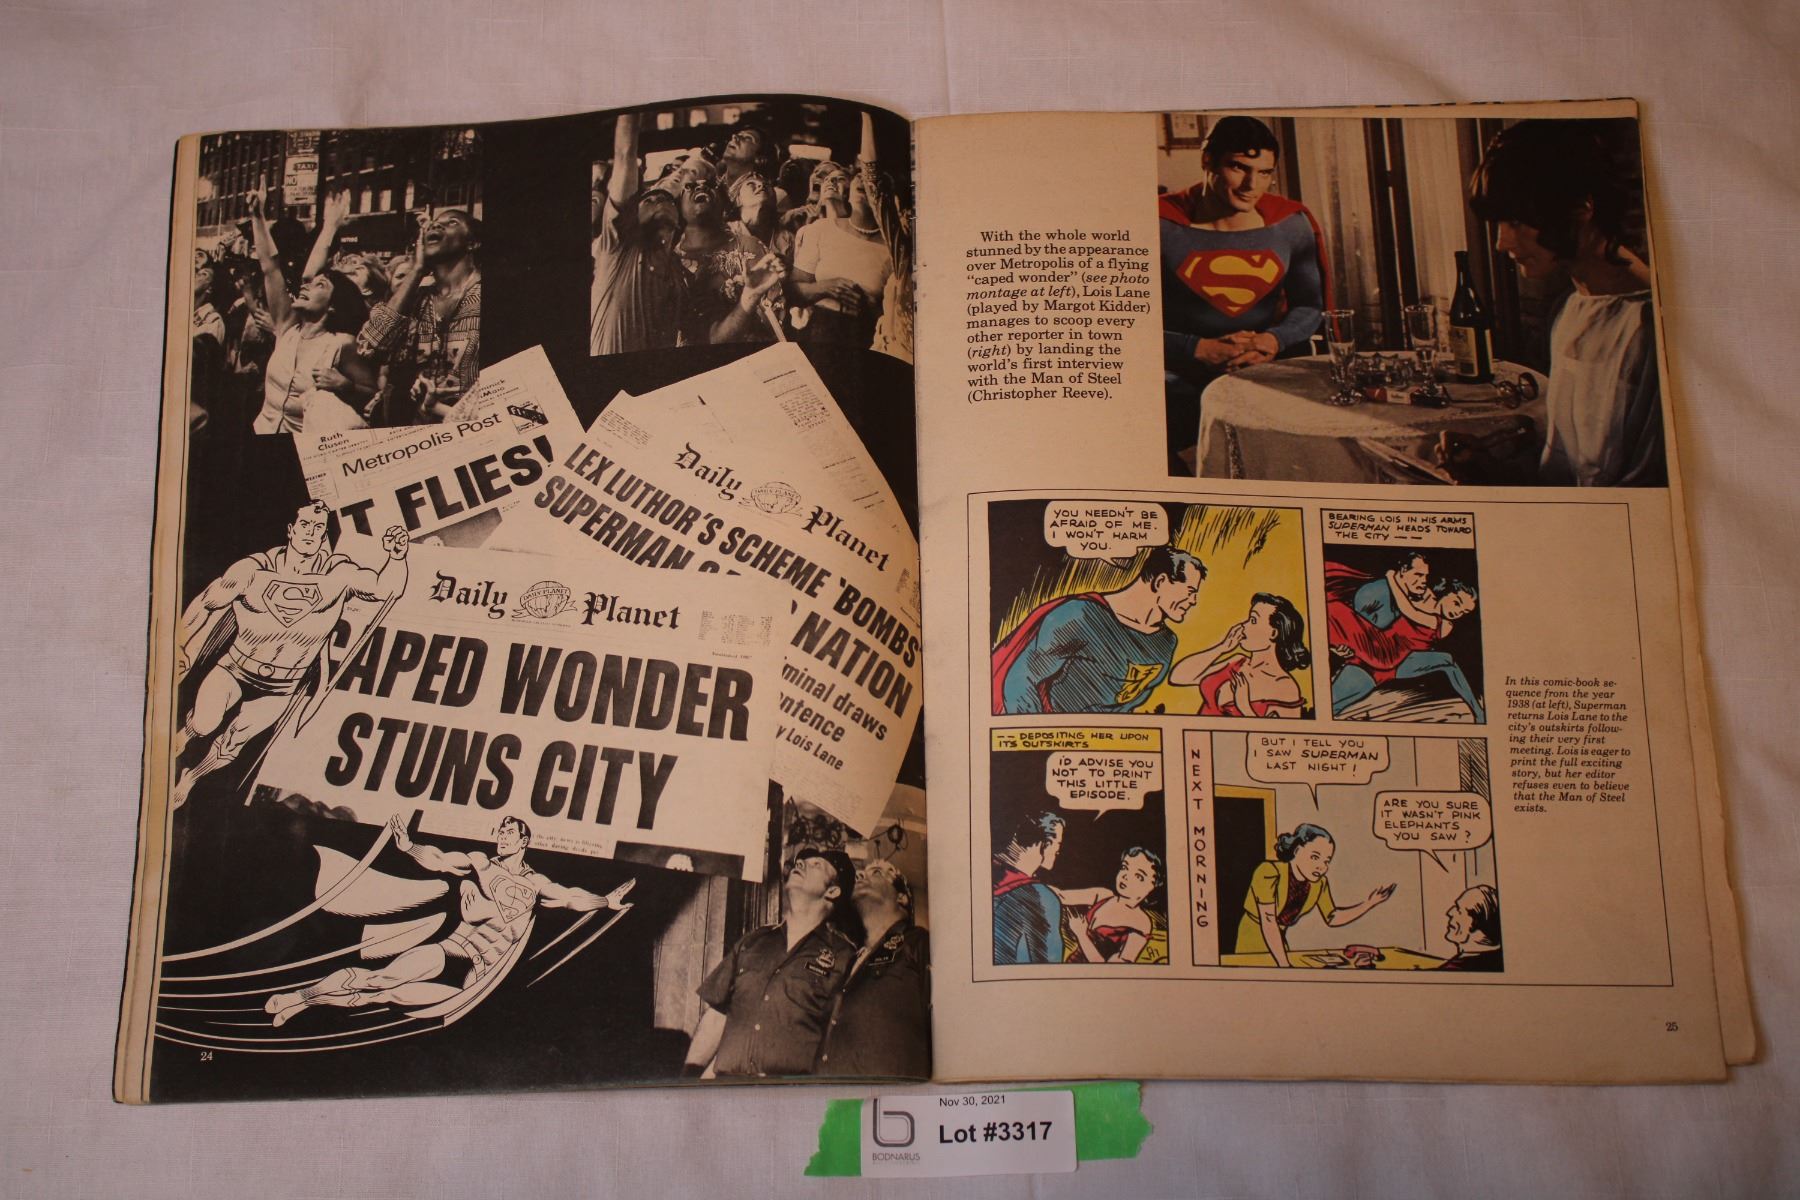 TAXI
NO
Ruth
Clusen
Metropolis Post
IT FLIES!
Daily Planet
LEX LUTHOR'S SCHEME 'BOMBS'
SUPERMAN
NATION
minal draws
ntence
y Lois Lane
Daily Planet
DAILY PLANET
CAPED WONDER
STUNS CITY
24
With the whole world
stunned by the appearance
over Metropolis of a flying
"caped wonder" (see photo
montage at left), Lois Lane
(played by Margot Kidder)
manages to scoop every
other reporter in town
(right) by landing the
world's first interview
with the Man of Steel
(Christopher Reeve).
YOU NEEDN'T BE
AFRAID OF ME.
I WON'T HARM
YOU.
BEARING LOIS IN HIS ARMS
SUPERMAN HEADS TOWARD
THE CITY --
-- DEPOSITING HER UPON
ITS OUTSKIRTS
I'D ADVISE YOU
NOT TO PRINT
THIS LITTLE
EPISODE.
NEXT MORNING
BUT I TELL YOU
I SAW SUPERMAN
LAST NIGHT!
ARE YOU SURE
IT WASN'T PINK
ELEPHANTS
YOU SAW?
In this comic-book se-
quence from the year
1938 (at left), Superman
returns Lois Lane to the
city's outskirts follow-
ing their very first
meeting. Lois is eager to
print the full exciting
story, but her editor
refuses even to believe
that the Man of Steel
exists.
25
Nov 30, 2021
Lot #3317
BODNARUS